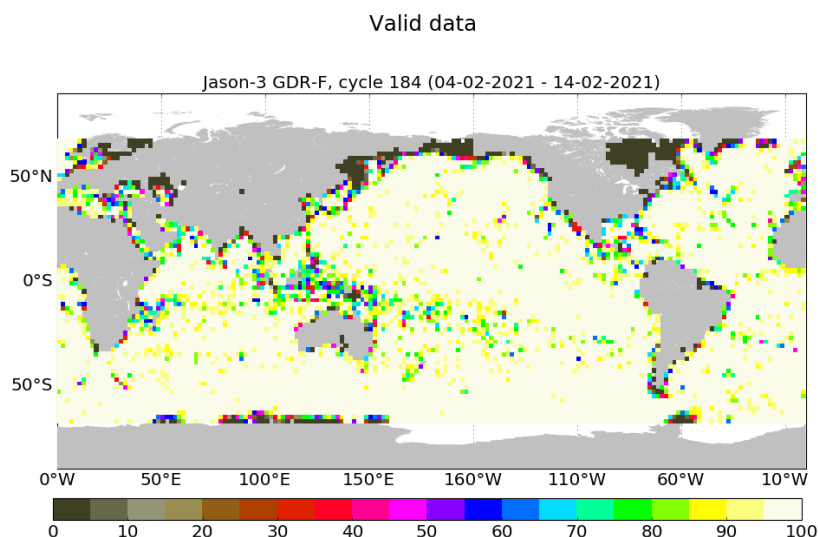 Valid data
Jason-3 GDR-F, cycle 184 (04-02-2021 - 14-02-2021)
50°N
0°S
50°S
0°W 50°E 100°E 150°E 160°W 110°W 60°W 10°W
0 10 20 30 40 50 60 70 80 90 100